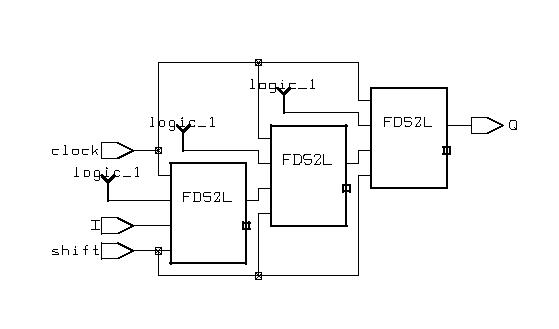 logic_1
logic_1
FDS2L
Q
clock
FDS2L
logic_1
FDS2L
I
shift